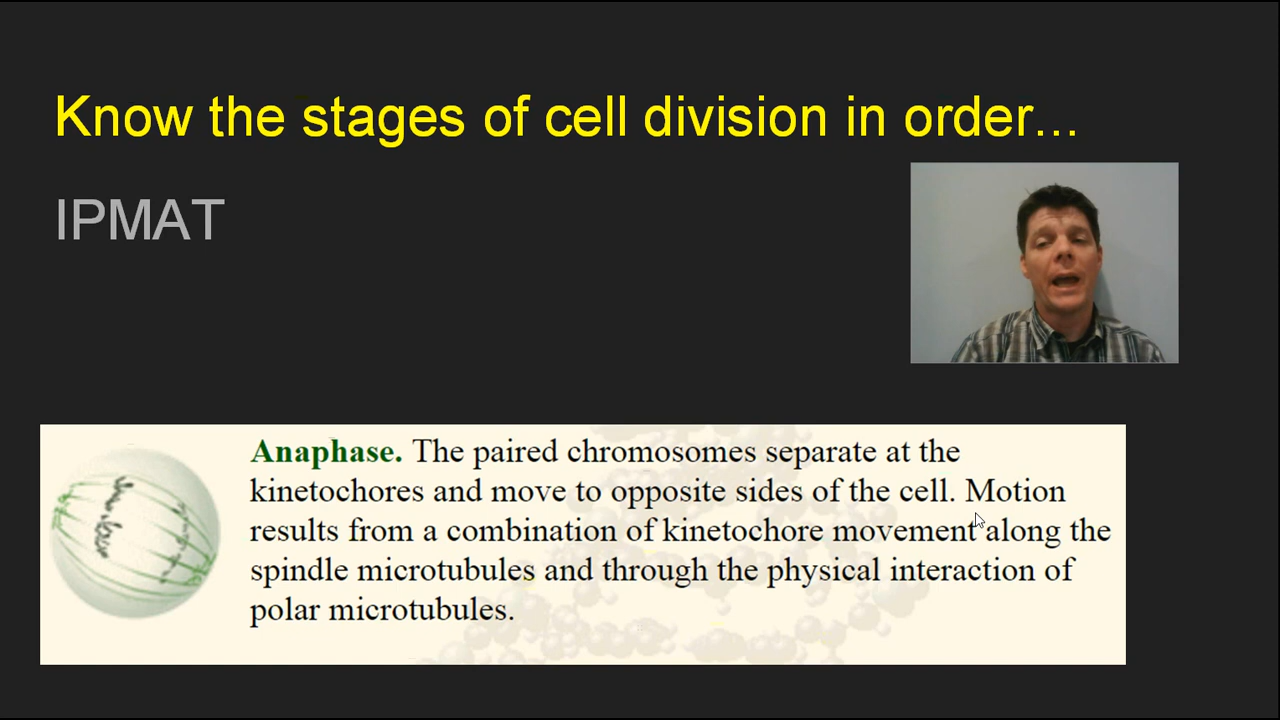 Know the stages of cell division in order...
IPMAT
Anaphase. The paired chromosomes separate at the
kinetochores and move to opposite sides of the cell. Motion
results from a combination of kinetochore movement along the
spindle microtubules and through the physical interaction of
polar microtubules.